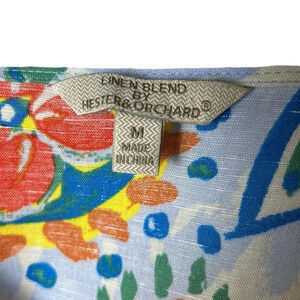 LINEN BLEND
BY
HESTER & ORCHARD®
M
MADE
IN CHINA